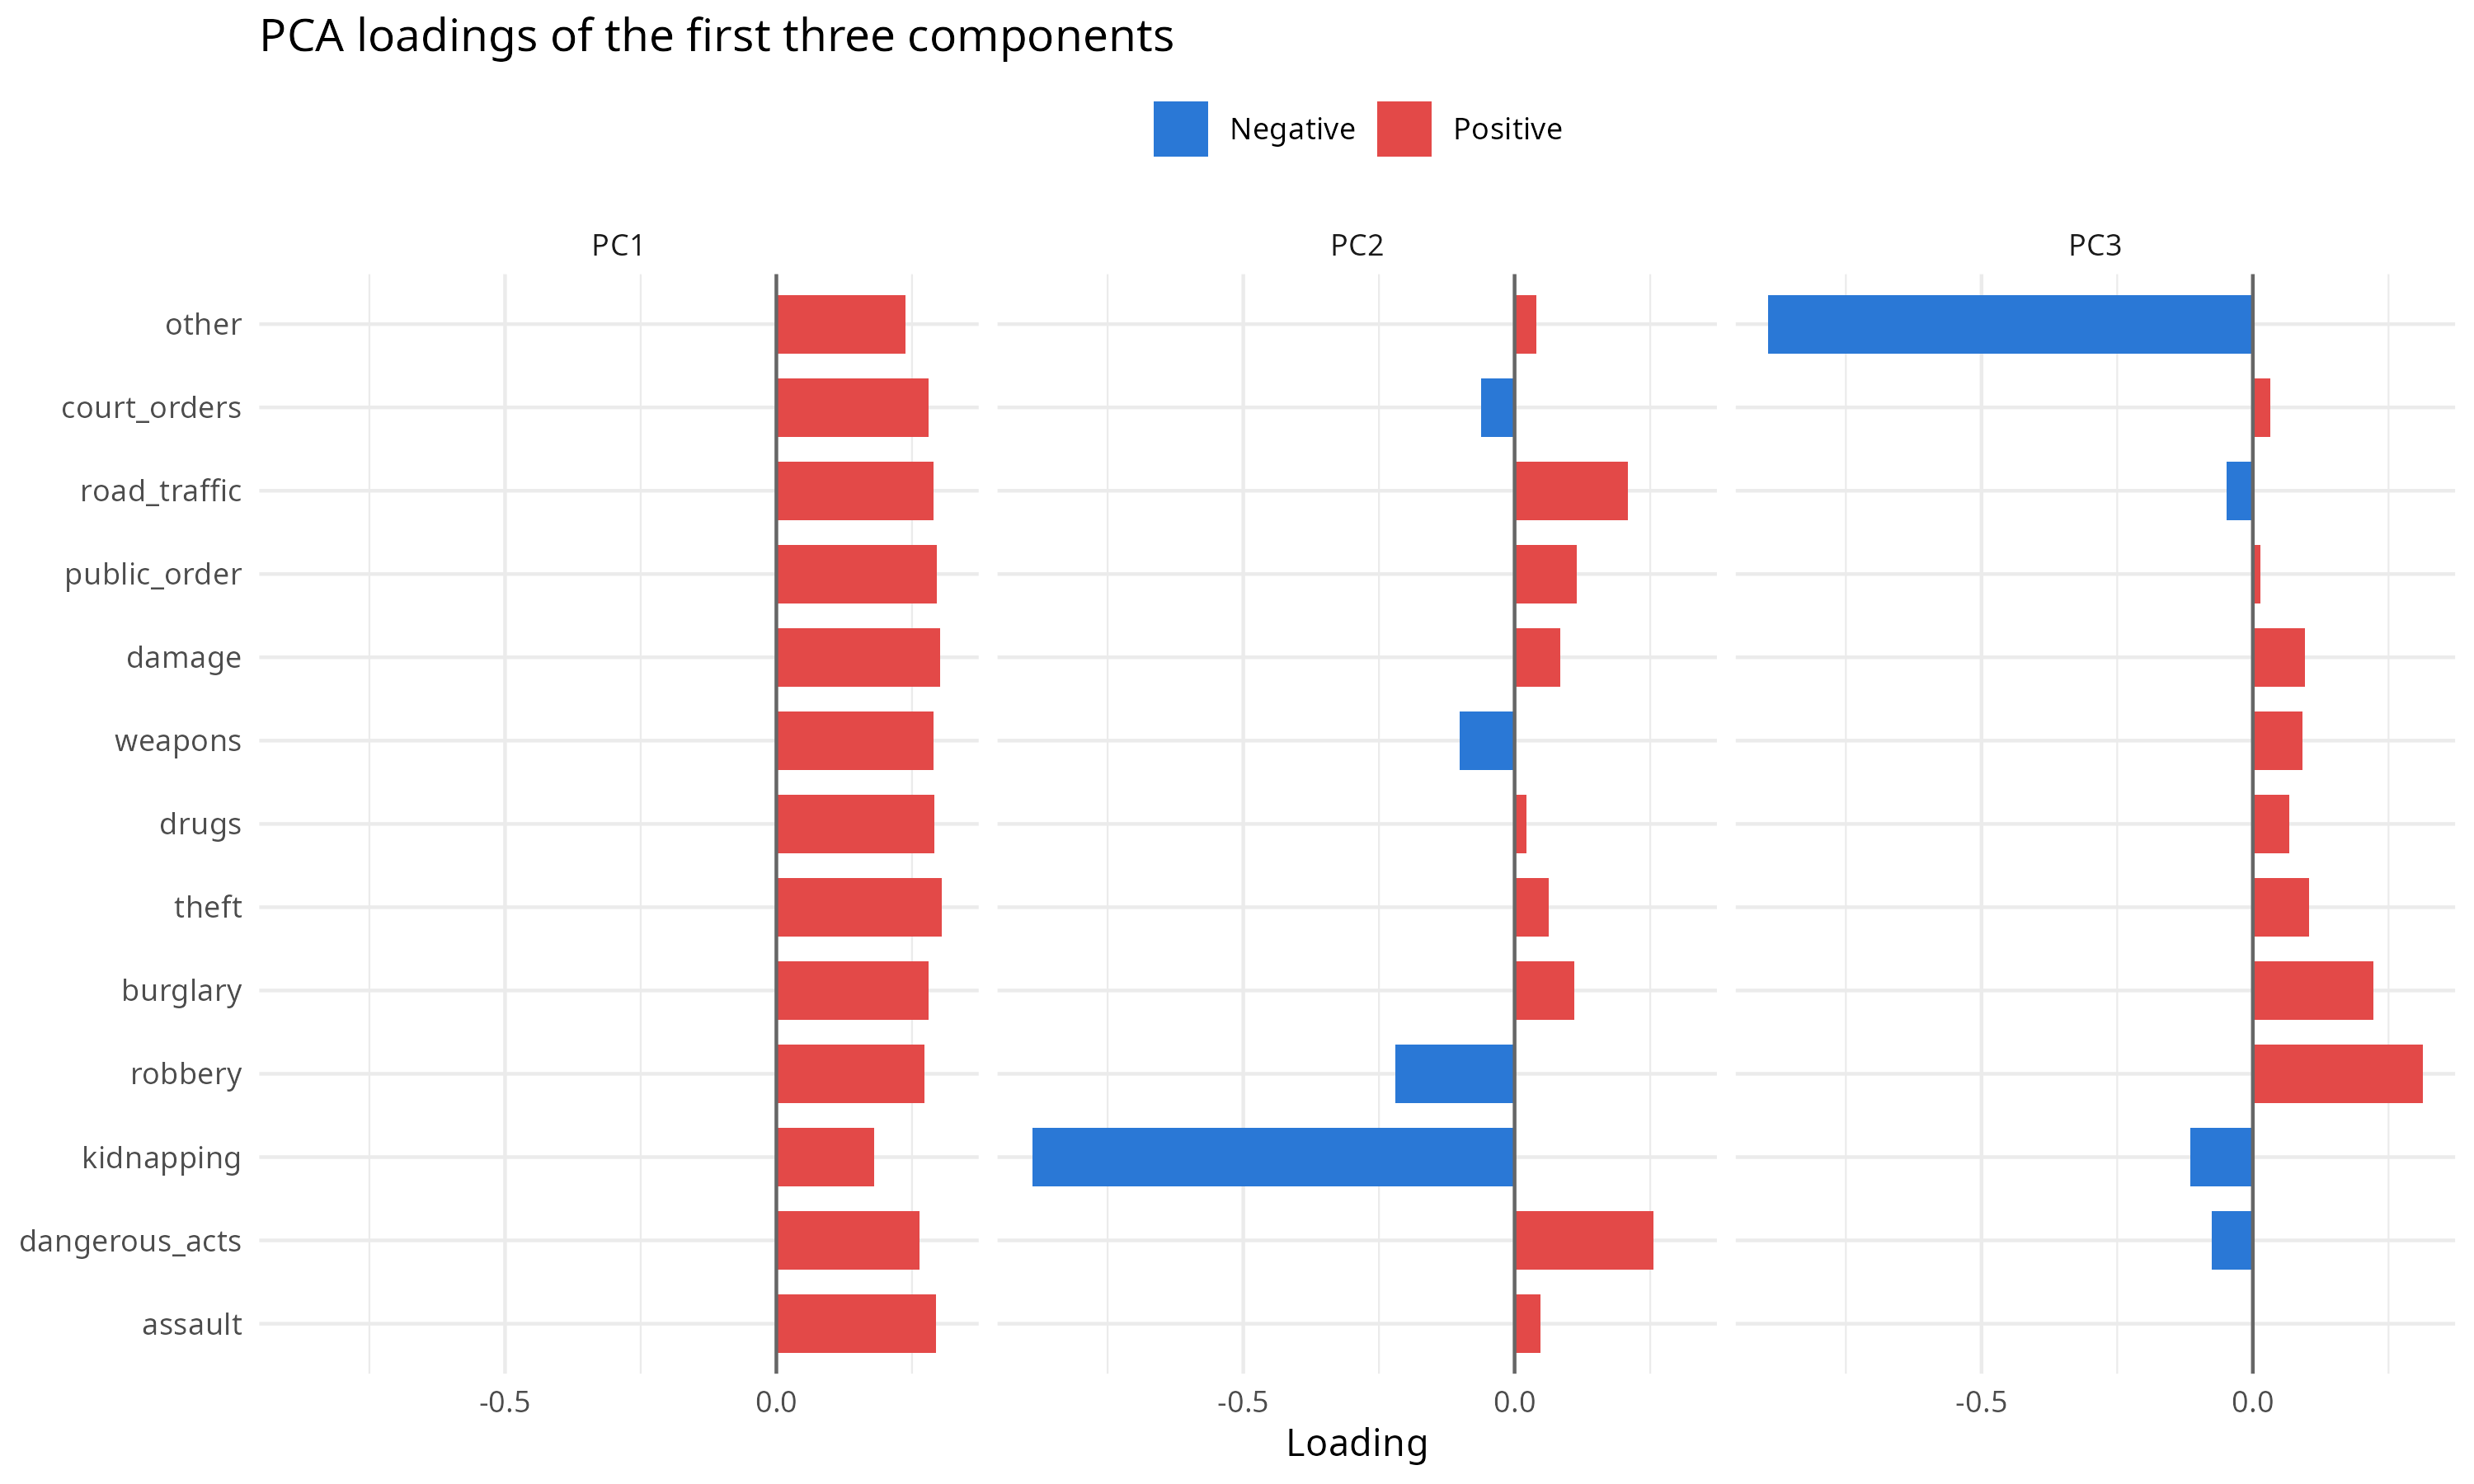 PCA loadings of the first three components
Negative Positive
PC1 PC2 PC3
other
court_orders
road_traffic
public_order
damage
weapons
drugs
theft
burglary
robbery
kidnapping
dangerous_acts
assault
-0.5 0.0 -0.5 0.0 -0.5 0.0
Loading